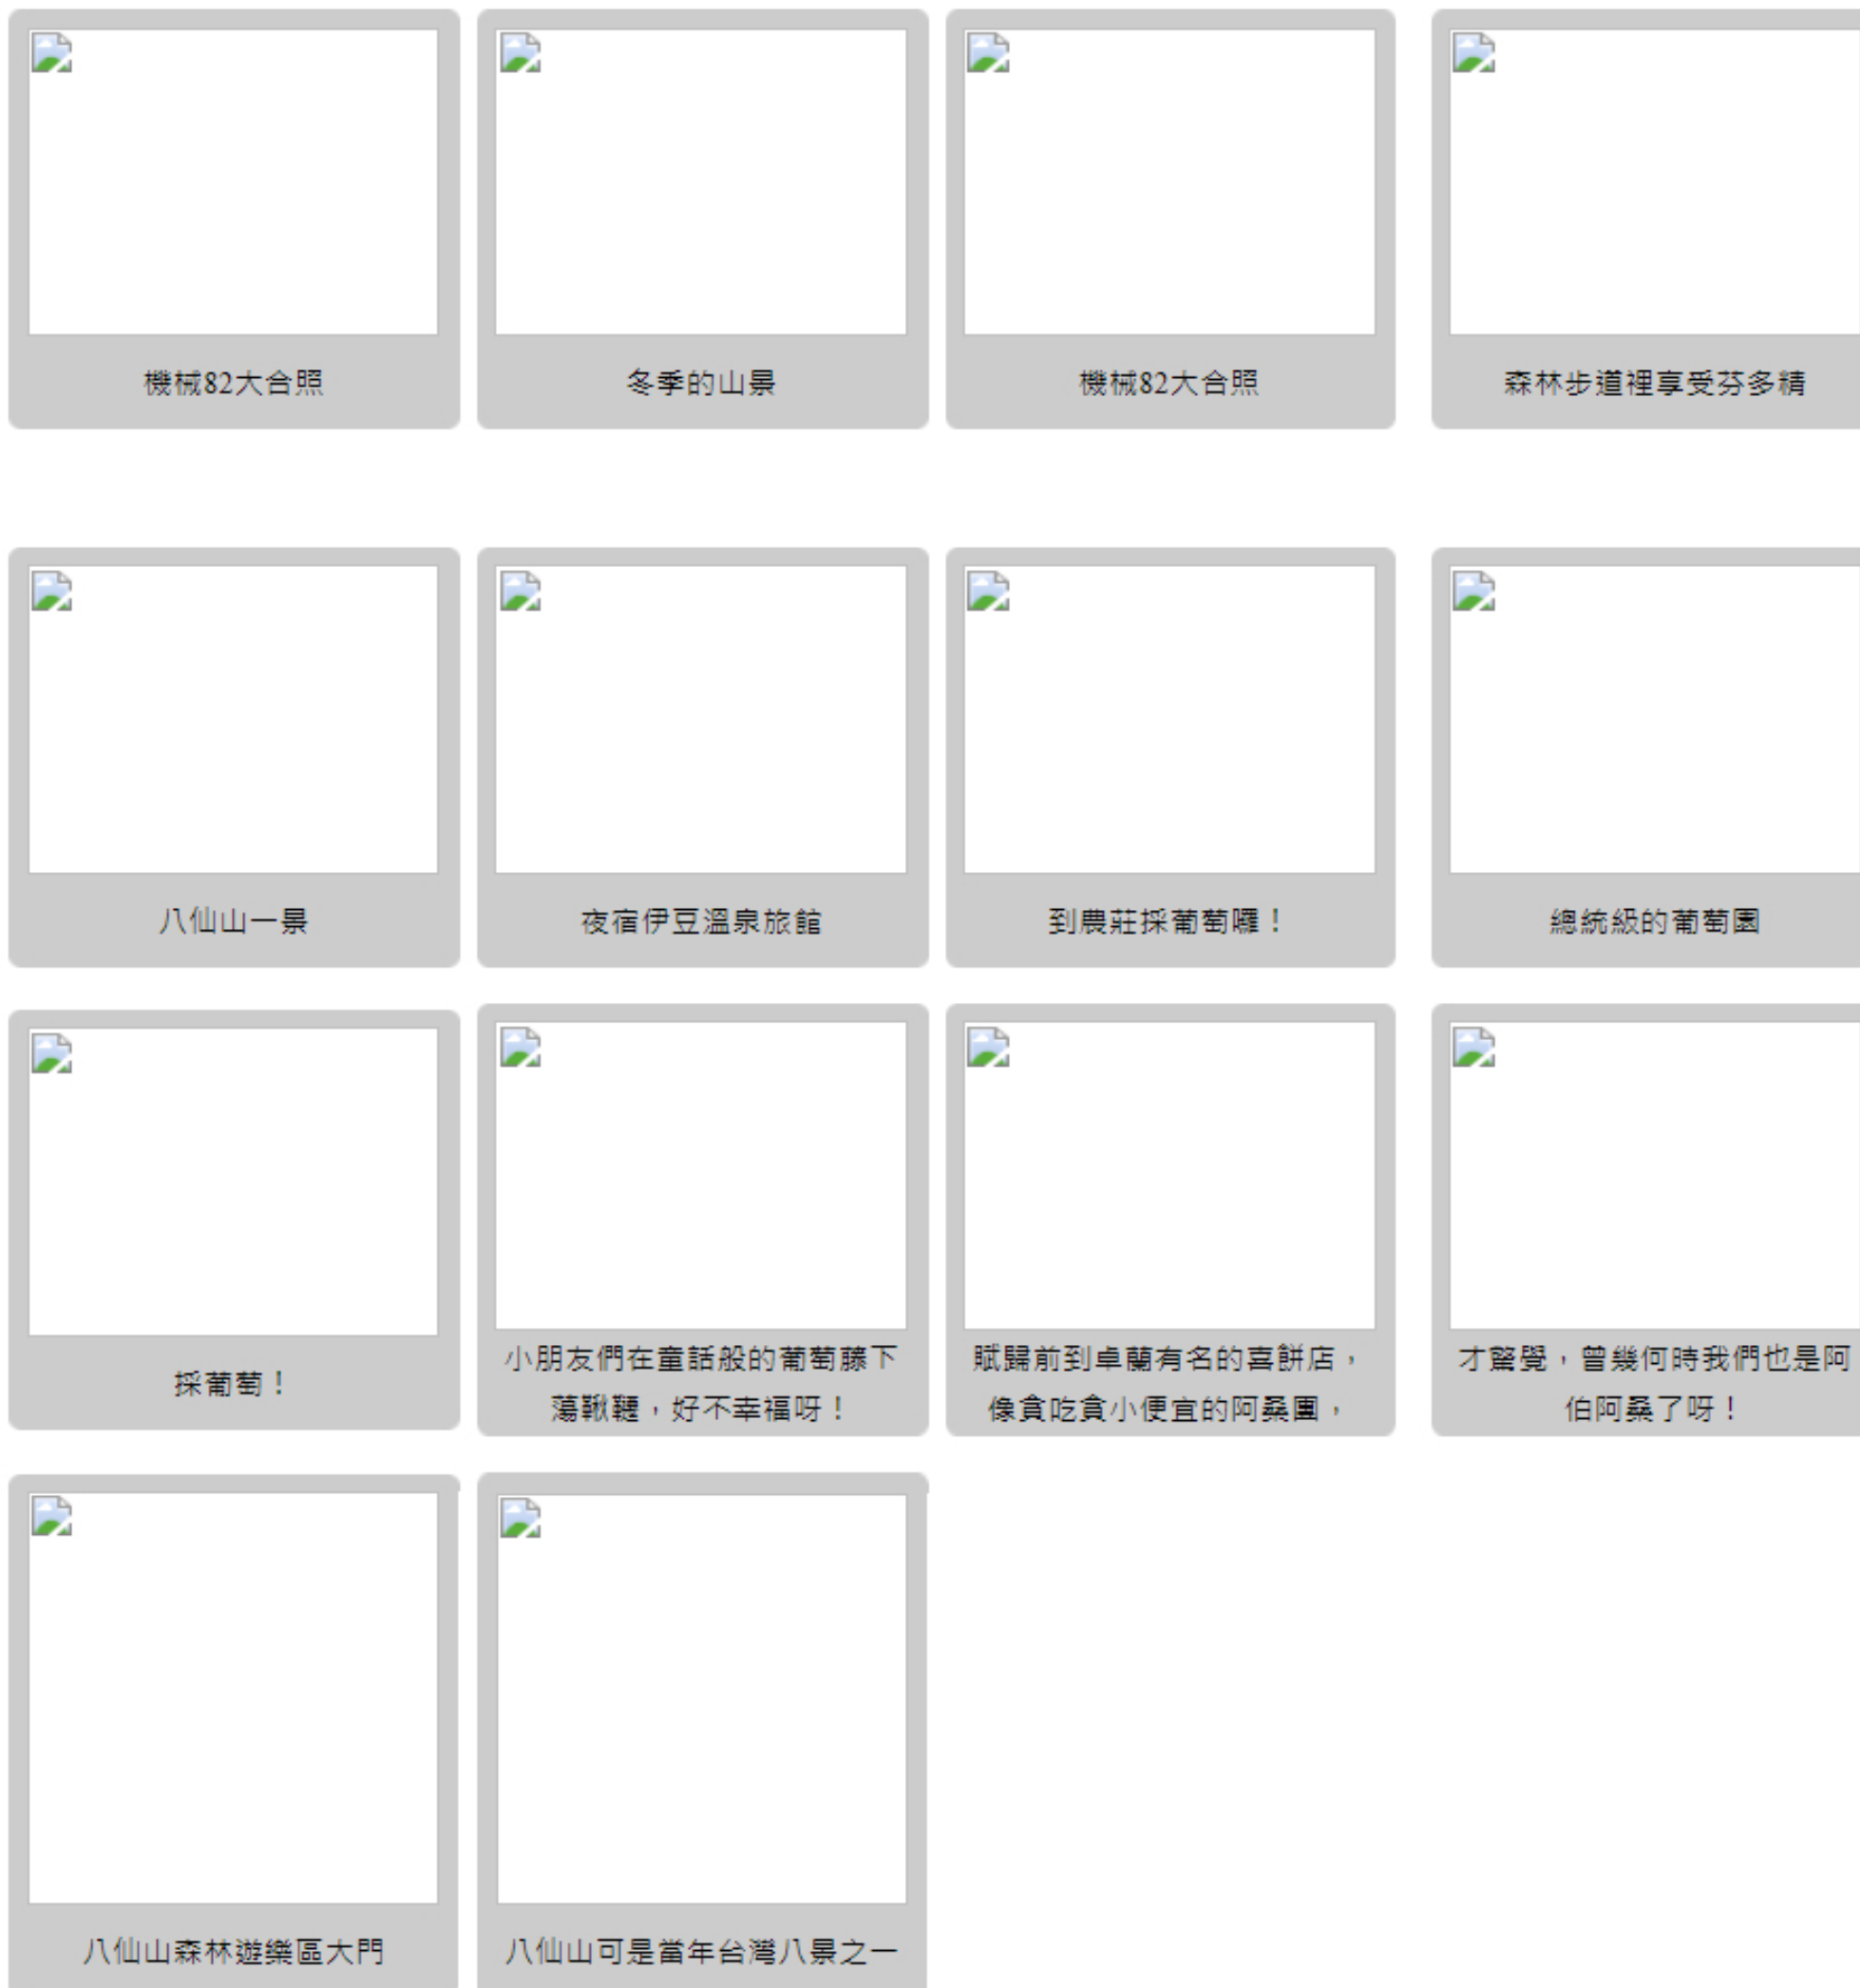 機械82大合照
冬季的山景
機械82大合照
森林步道裡享受芬多精
八仙山一景
夜宿伊豆溫泉旅館
到農莊採葡萄囉！
總統級的葡萄園
採葡萄！
小朋友們在童話般的葡萄藤下
蕩鞦韆，好不幸福呀！
賦歸前到卓蘭有名的喜餅店，
像貪吃貪小便宜的阿桑團，
才驚覺，曾幾何時我們也是阿
伯阿桑了呀！
八仙山森林遊樂區大門
八仙山可是當年台灣八景之一